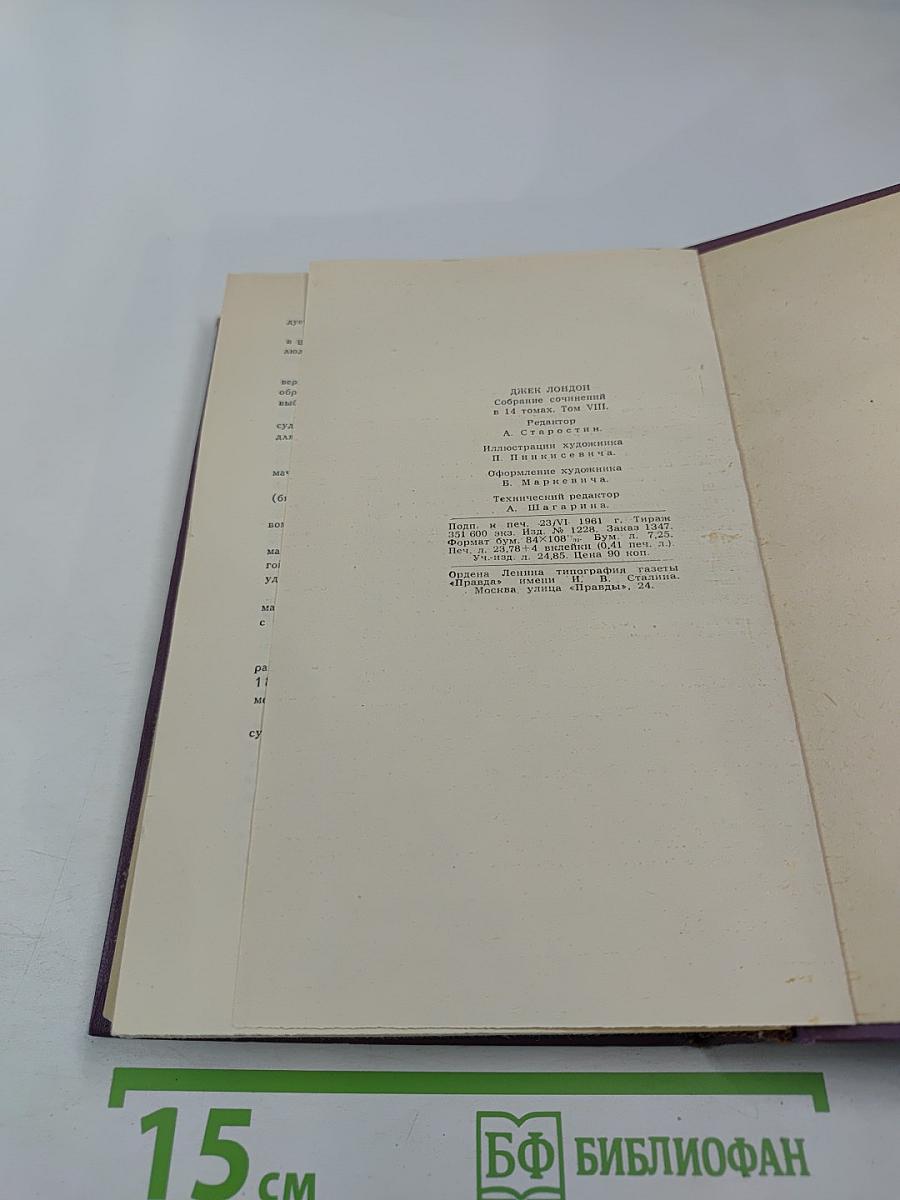 ДЖЕК ЛОНДОН
Собрание сочинений
в 14 томах. Том VIII.
Редактор
А. Старостин.
Иллюстрации художника
П. Пинкисевича.
Оформление художника
Б. Маркевича.
Технический редактор
А. Шагарина.
Подп. к печ. 23/VI 1961 г. Тираж
351 600 экз. Изд. № 1228. Заказ 1347.
Формат бум. 84×108¹/₃₂. Бум. л. 7,25.
Печ. л. 23,78+4 вклейки (0,41 печ. л.).
Уч.-изд. л. 24,85. Цена 90 коп.
Ордена Ленина типография газеты
«Правда» имени И. В. Сталина.
Москва, улица «Правды», 24.
15 см
БФ БИБЛИОФАН